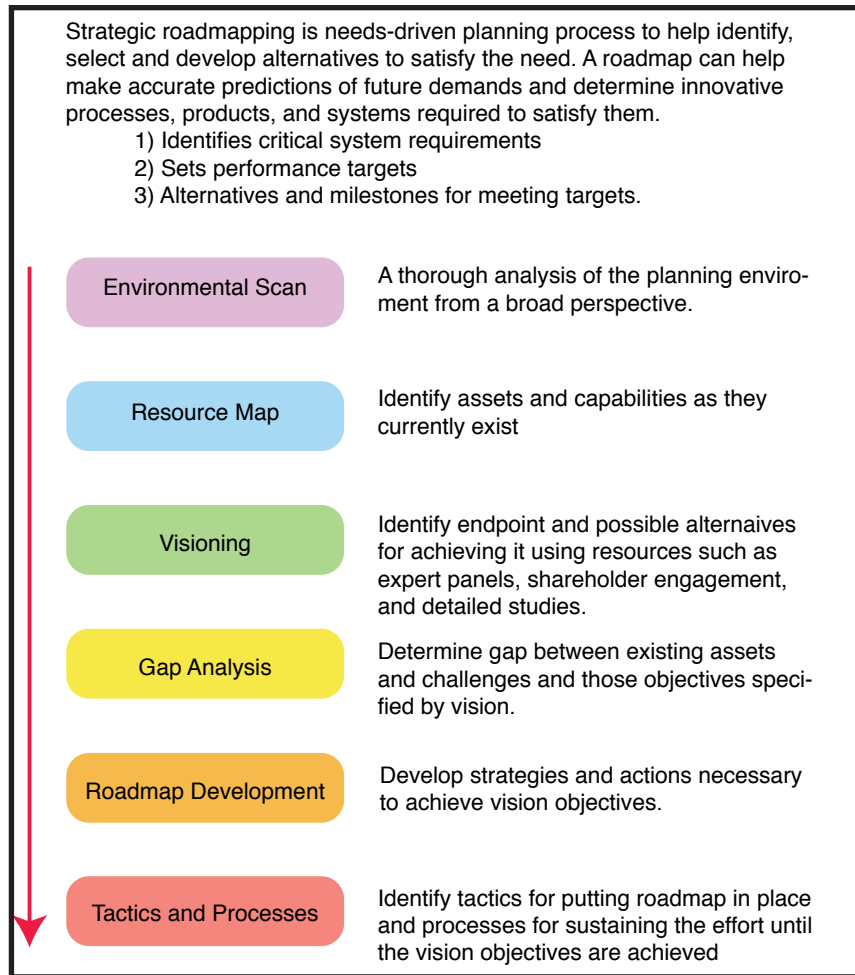 Strategic roadmapping is needs-driven planning process to help identify,
select and develop alternatives to satisfy the need. A roadmap can help
make accurate predictions of future demands and determine innovative
processes, products, and systems required to satisfy them.
1) Identifies critical system requirements
2) Sets performance targets
3) Alternatives and milestones for meeting targets.
Environmental Scan
A thorough analysis of the planning enviro-
ment from a broad perspective.
Resource Map
Identify assets and capabilities as they
currently exist
Visioning
Identify endpoint and possible alternaives
for achieving it using resources such as
expert panels, shareholder engagement,
and detailed studies.
Gap Analysis
Determine gap between existing assets
and challenges and those objectives speci-
fied by vision.
Roadmap Development
Develop strategies and actions necessary
to achieve vision objectives.
Tactics and Processes
Identify tactics for putting roadmap in place
and processes for sustaining the effort until
the vision objectives are achieved